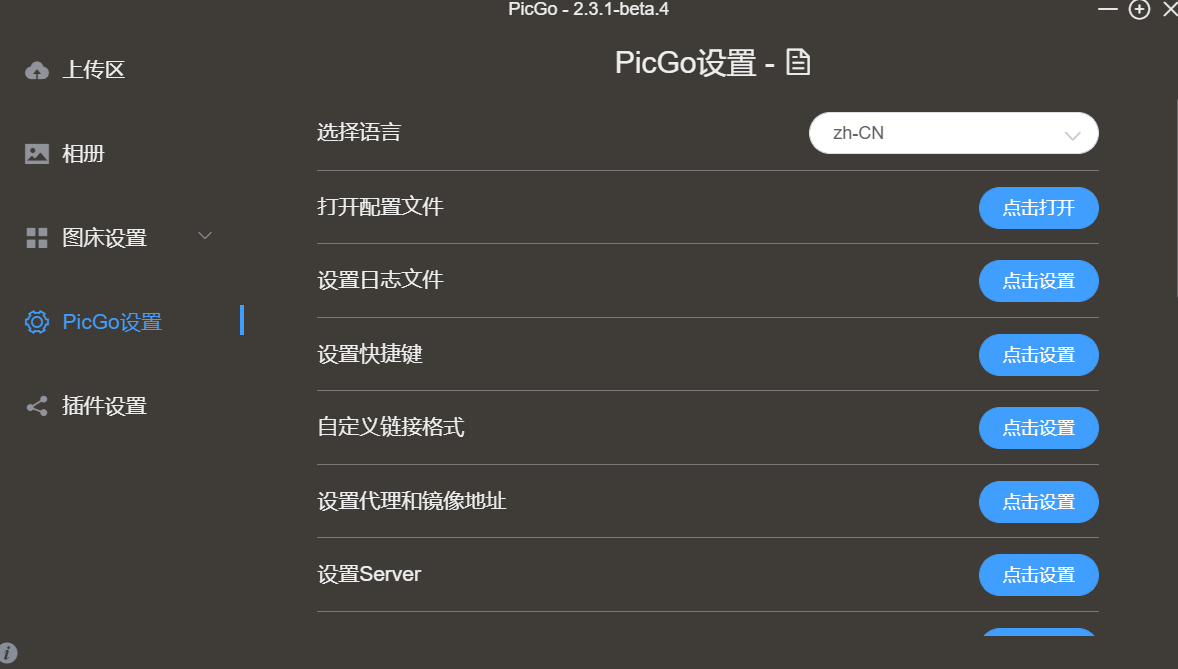 PicGo - 2.3.1-beta.4
上传区
相册
图床设置
PicGo设置
插件设置
PicGo设置 -
选择语言
zh-CN
打开配置文件
点击打开
设置日志文件
点击设置
设置快捷键
点击设置
自定义链接格式
点击设置
设置代理和镜像地址
点击设置
设置Server
点击设置